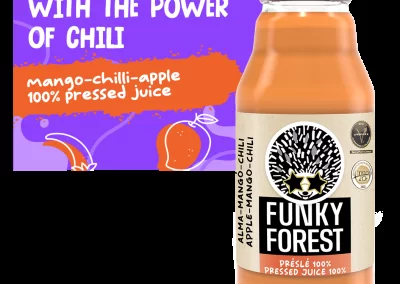 WITH THE POWER
OF CHILI
mango-chilli-apple
100% pressed juice
ALMA-MANGÓ-CHILI
APPLE-MANGO-CHILI
FUNKY
FOREST
PRÉSLÉ 100%
PRESSED JUICE 100%